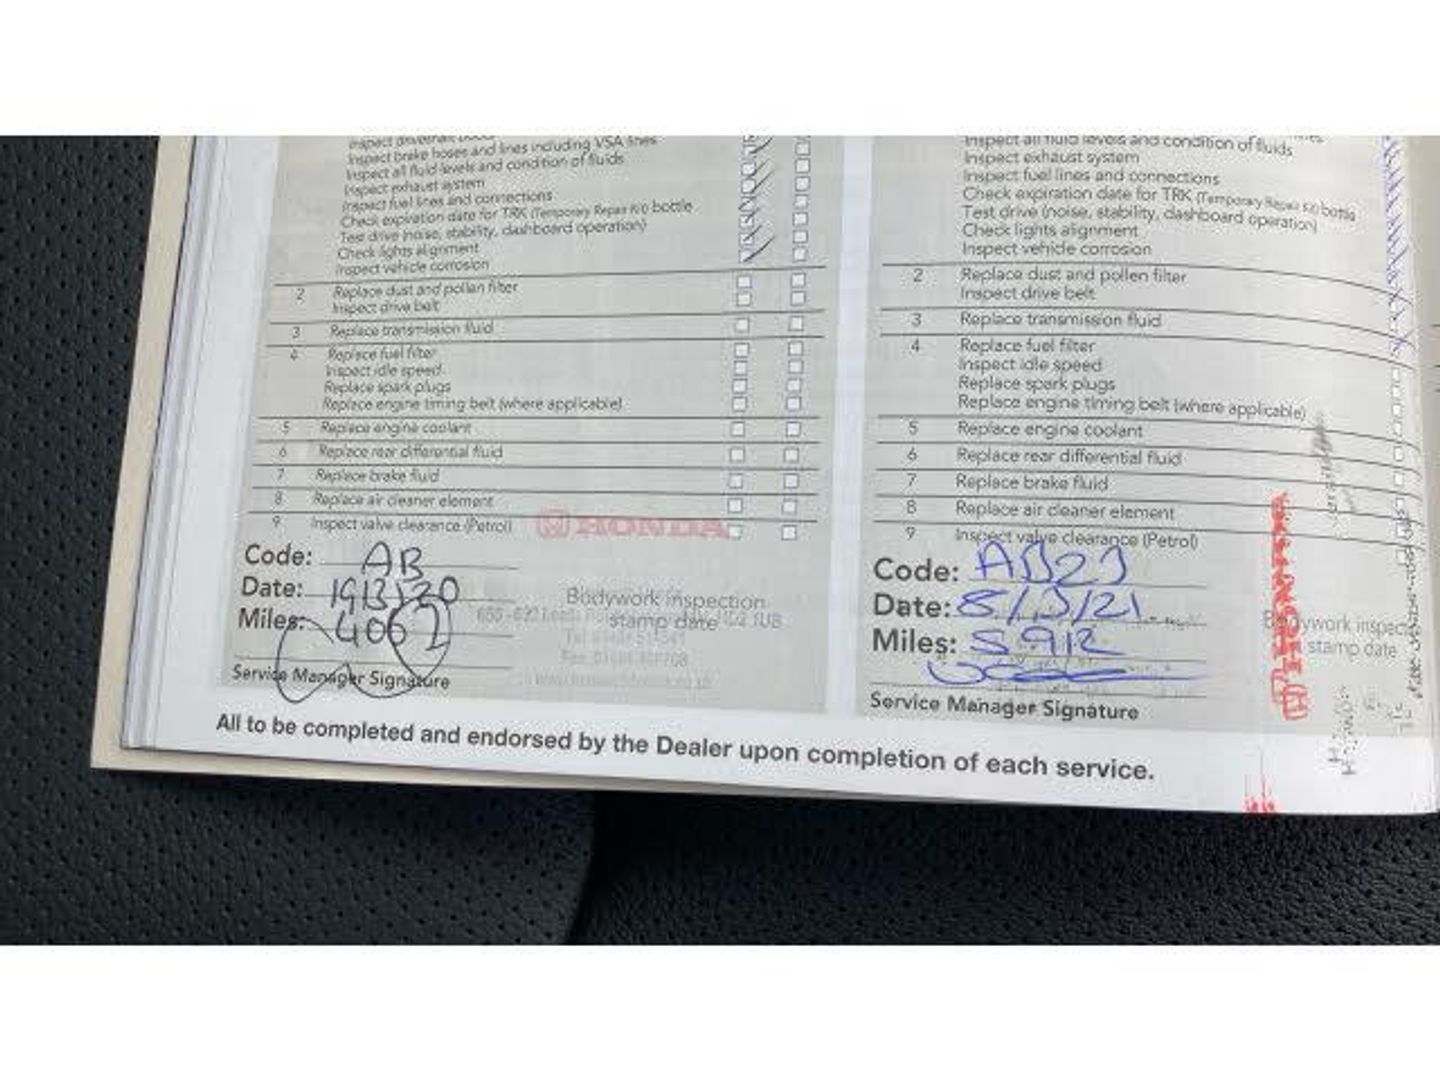 Inspect brake hoses and lines including VSA lines
Inspect all fluid levels and condition of fluids
Inspect exhaust system
Inspect fuel lines and connections
Check expiration date for TRK (Temporary Repair Kit) bottle
Test drive (noise, stability, dashboard operation)
Check lights alignment
Inspect vehicle corrosion
2 Replace dust and pollen filter
Inspect drive belt
3 Replace transmission fluid
4 Replace fuel filter
Inspect idle speed
Replace spark plugs
Replace engine timing belt (where applicable)
5 Replace engine coolant
6 Replace rear differential fluid
7 Replace brake fluid
8 Replace air cleaner element
9 Inspect valve clearance (Petrol)
HONDA
Code: AB
Date: 19/3/20
Miles: 4062
Bodywork inspection
stamp date
Service Manager Signature
Inspect all fluid levels and condition of fluids
Inspect exhaust system
Inspect fuel lines and connections
Check expiration date for TRK (Temporary Repair Kit) bottle
Test drive (noise, stability, dashboard operation)
Check lights alignment
Inspect vehicle corrosion
2 Replace dust and pollen filter
Inspect drive belt
3 Replace transmission fluid
4 Replace fuel filter
Inspect idle speed
Replace spark plugs
Replace engine timing belt (where applicable)
5 Replace engine coolant
6 Replace rear differential fluid
7 Replace brake fluid
8 Replace air cleaner element
9 Inspect valve clearance (Petrol)
Code:
Date: 8/3/21
Miles: 5912
Bodywork
stamp date
Service Manager Signature
All to be completed and endorsed by the Dealer upon completion of each service.